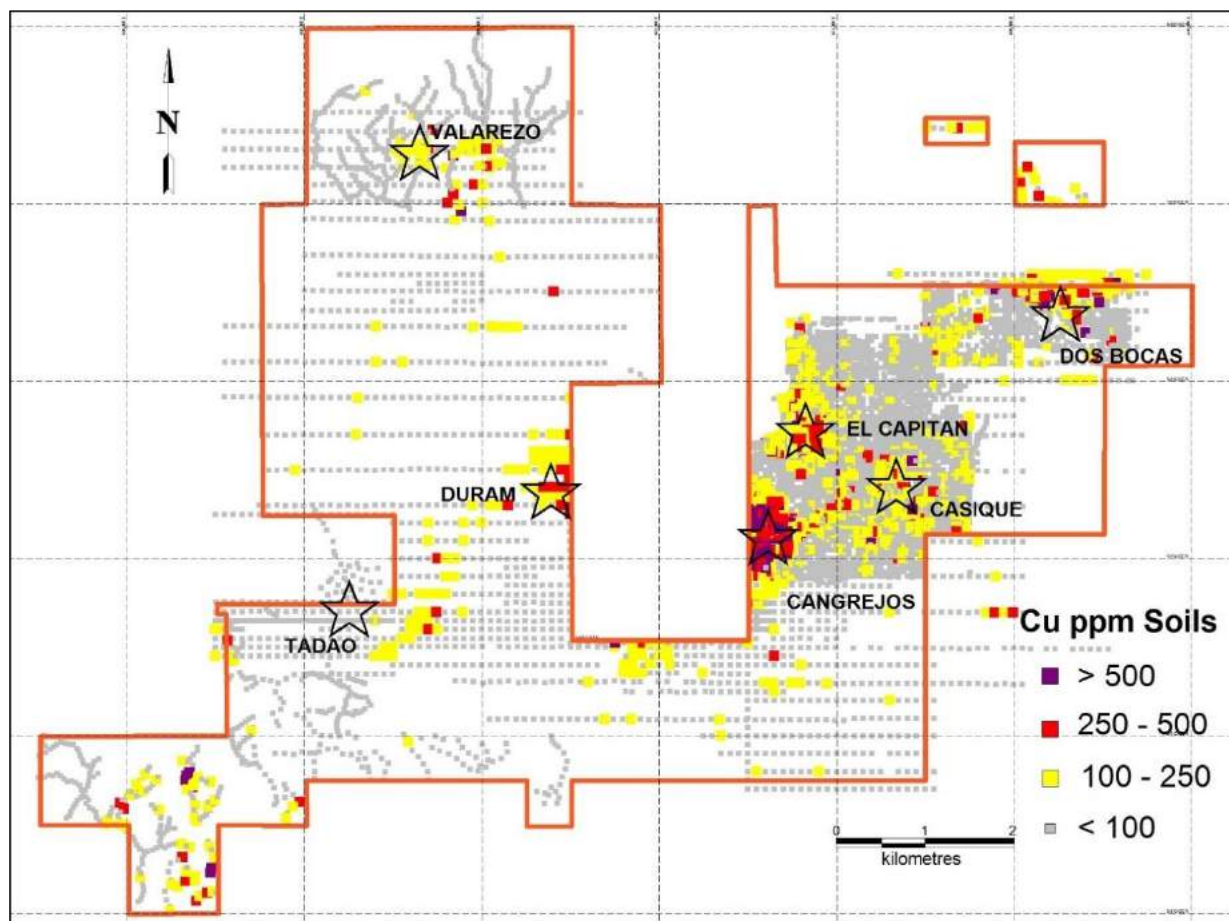 N
VALAREZO
DOS BOCAS
EL CAPITAN
DURAM
CASIQUE
CANGREJOS
TADAO
Cu ppm Soils
> 500
250 - 500
100 - 250
< 100
0 1 2
kilometres